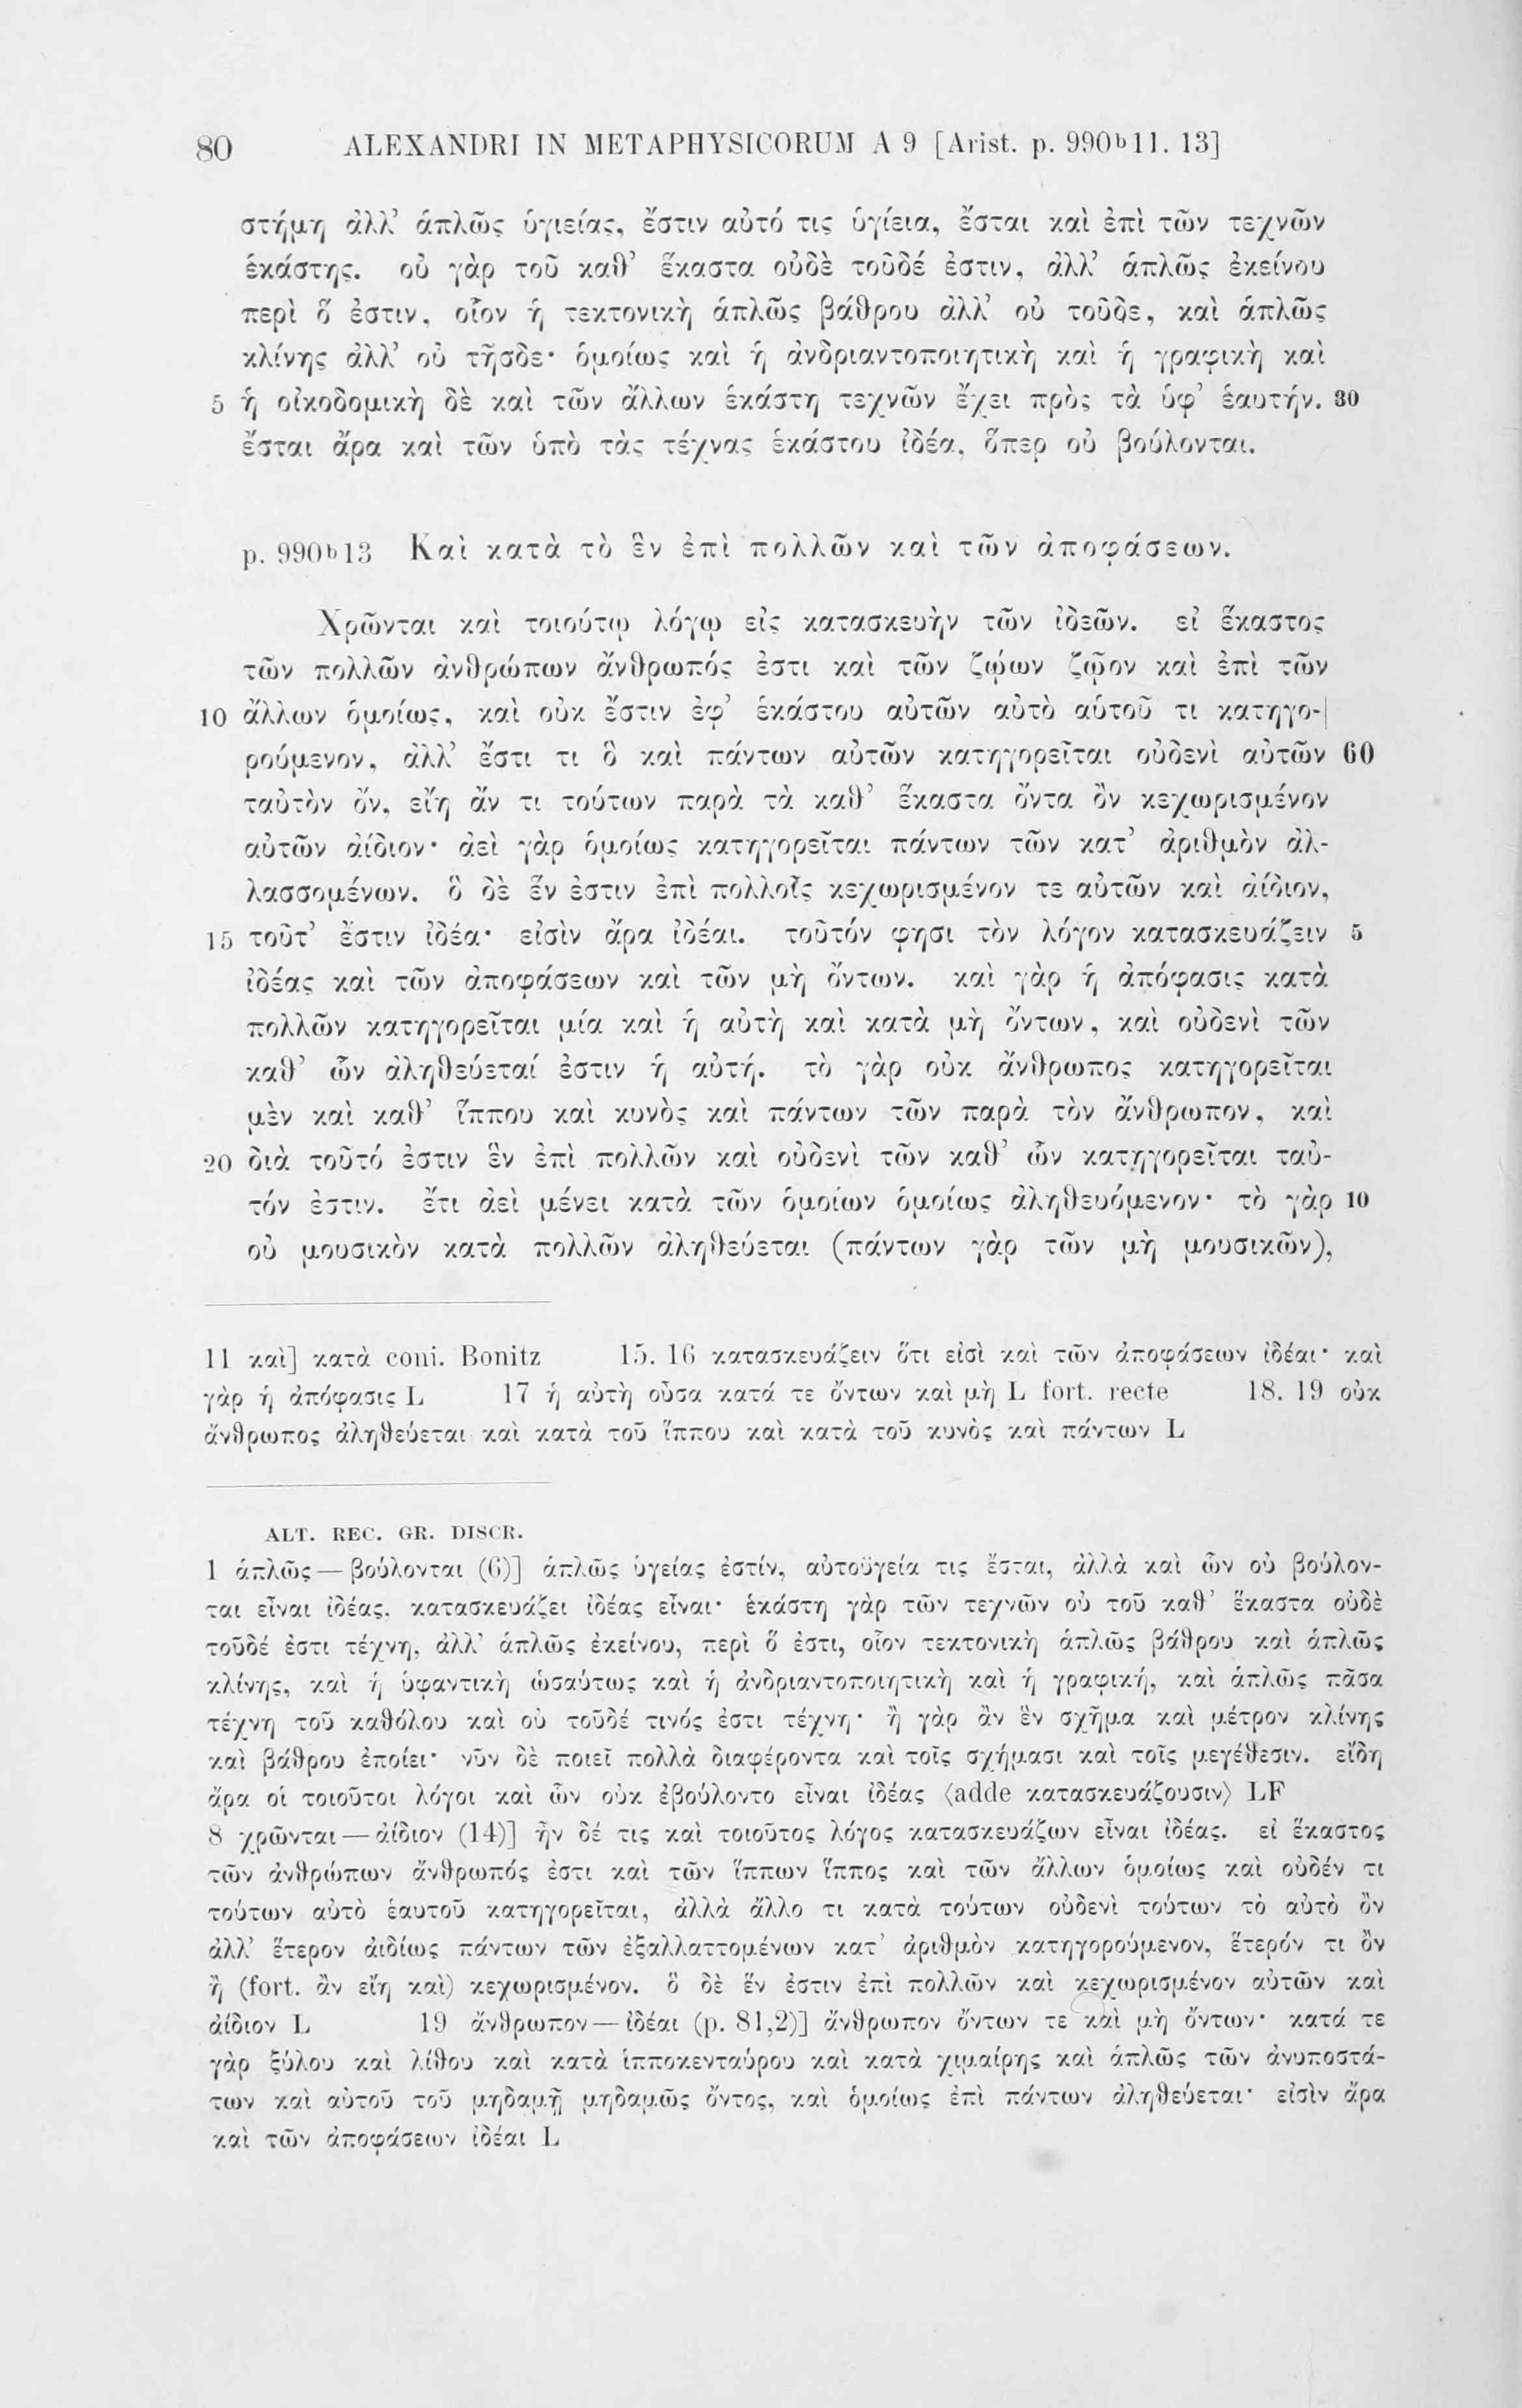 80 ALEXANDRI IN METAPHYSICORUM A 9 [Arist. p. 990ᵇ11. 13]
στήμη ἀλλ’ ἁπλῶς ὑγιείας, ἔστιν αὐτό τις ὑγίεια, ἔσται καὶ ἐπὶ τῶν τεχνῶν
ἑκάστης. οὐ γὰρ τοῦ καθ’ ἕκαστα οὐδὲ τοῦδέ ἐστιν, ἀλλ’ ἁπλῶς ἐκείνου
περὶ ὅ ἐστιν, οἷον ἡ τεκτονικὴ ἁπλῶς βάθρου ἀλλ’ οὐ τοῦδε, καὶ ἁπλῶς
κλίνης ἀλλ’ οὐ τῆσδε· ὁμοίως καὶ ἡ ἀνδριαντοποιητικὴ καὶ ἡ γραφικὴ καὶ
5 ἡ οἰκοδομικὴ δὲ καὶ τῶν ἄλλων ἑκάστη τεχνῶν ἔχει πρὸς τὰ ὑφ’ ἑαυτήν. 30
ἔσται ἄρα καὶ τῶν ὑπὸ τὰς τέχνας ἑκάστου ἰδέα, ὅπερ οὐ βούλονται.
p. 990ᵇ13 Καὶ κατὰ τὸ ἓν ἐπὶ πολλῶν καὶ τῶν ἀποφάσεων.
Χρῶνται καὶ τοιούτῳ λόγῳ εἰς κατασκευὴν τῶν ἰδεῶν. εἰ ἕκαστος
τῶν πολλῶν ἀνθρώπων ἄνθρωπός ἐστι καὶ τῶν ζῴων ζῷον καὶ ἐπὶ τῶν
10 ἄλλων ὁμοίως, καὶ οὐκ ἔστιν ἐφ’ ἑκάστου αὐτῶν αὐτὸ αὑτοῦ τι κατηγο-|
ρούμενον, ἀλλ’ ἔστι τι ὃ καὶ πάντων αὐτῶν κατηγορεῖται οὐδενὶ αὐτῶν 60
ταὐτὸν ὄν, εἴη ἄν τι τούτων παρὰ τὰ καθ’ ἕκαστα ὄντα ὂν κεχωρισμένον
αὐτῶν ἀίδιον· ἀεὶ γὰρ ὁμοίως κατηγορεῖται πάντων τῶν κατ’ ἀριθμὸν ἀλ-
λασσομένων. ὃ δὲ ἕν ἐστιν ἐπὶ πολλοῖς κεχωρισμένον τε αὐτῶν καὶ ἀίδιον,
15 τοῦτ’ ἔστιν ἰδέα· εἰσὶν ἄρα ἰδέαι. τοῦτόν φησι τὸν λόγον κατασκευάζειν 5
ἰδέας καὶ τῶν ἀποφάσεων καὶ τῶν μὴ ὄντων. καὶ γὰρ ἡ ἀπόφασις κατὰ
πολλῶν κατηγορεῖται μία καὶ ἡ αὐτὴ καὶ κατὰ μὴ ὄντων, καὶ οὐδενὶ τῶν
καθ’ ὧν ἀληθεύεταί ἐστιν ἡ αὐτή. τὸ γὰρ οὐκ ἄνθρωπος κατηγορεῖται
μὲν καὶ καθ’ ἵππου καὶ κυνὸς καὶ πάντων τῶν παρὰ τὸν ἄνθρωπον, καὶ
20 διὰ τοῦτό ἐστιν ἓν ἐπὶ πολλῶν καὶ οὐδενὶ τῶν καθ’ ὧν κατηγορεῖται ταὐ-
τόν ἐστιν. ἔτι ἀεὶ μένει κατὰ τῶν ὁμοίων ὁμοίως ἀληθευόμενον· τὸ γὰρ 10
οὐ μουσικὸν κατὰ πολλῶν ἀληθεύεται (πάντων γὰρ τῶν μὴ μουσικῶν),
11 καὶ] κατὰ coni. Bonitz 15. 16 κατασκευάζειν ὅτι εἰσὶ καὶ τῶν ἀποφάσεων ἰδέαι· καὶ
γὰρ ἡ ἀπόφασις L 17 ἡ αὐτὴ οὖσα κατά τε ὄντων καὶ μὴ L fort. recte 18. 19 οὐκ
ἄνθρωπος ἀληθεύεται καὶ κατὰ τοῦ ἵππου καὶ κατὰ τοῦ κυνὸς καὶ πάντων L
ALT. REC. GR. DISCR.
1 ἁπλῶς — βούλονται (6)] ἁπλῶς ὑγείας ἐστίν, αὐτοϋγεία τις ἔσται, ἀλλὰ καὶ ὧν οὐ βούλον-
ται εἶναι ἰδέας, κατασκευάζει ἰδέας εἶναι· ἑκάστη γὰρ τῶν τεχνῶν οὐ τοῦ καθ’ ἕκαστα οὐδὲ
τοῦδέ ἐστι τέχνη, ἀλλ’ ἁπλῶς ἐκείνου, περὶ ὅ ἐστι, οἷον τεκτονικὴ ἁπλῶς βάθρου καὶ ἁπλῶς
κλίνης, καὶ ἡ ὑφαντικὴ ὡσαύτως καὶ ἡ ἀνδριαντοποιητικὴ καὶ ἡ γραφική, καὶ ἁπλῶς πᾶσα
τέχνη τοῦ καθόλου καὶ οὐ τοῦδέ τινός ἐστι τέχνη· ἢ γὰρ ἂν ἓν σχῆμα καὶ μέτρον κλίνης
καὶ βάθρου ἐποίει· νῦν δὲ ποιεῖ πολλὰ διαφέροντα καὶ τοῖς σχήμασι καὶ τοῖς μεγέθεσιν. εἴδη
ἄρα οἱ τοιοῦτοι λόγοι καὶ ὧν οὐκ ἐβούλοντο εἶναι ἰδέας ⟨adde κατασκευάζουσιν⟩ LF
8 χρῶνται — ἀίδιον (14)] ἦν δέ τις καὶ τοιοῦτος λόγος κατασκευάζων εἶναι ἰδέας. εἰ ἕκαστος
τῶν ἀνθρώπων ἄνθρωπός ἐστι καὶ τῶν ἵππων ἵππος καὶ τῶν ἄλλων ὁμοίως καὶ οὐδέν τι
τούτων αὐτὸ ἑαυτοῦ κατηγορεῖται, ἀλλὰ ἄλλο τι κατὰ τούτων οὐδενὶ τούτων τὸ αὐτὸ ὂν
ἀλλ’ ἕτερον ἀιδίως πάντων τῶν ἐξαλλαττομένων κατ’ ἀριθμὸν κατηγορούμενον, ἕτερόν τι ὂν
ἢ (fort. ἂν εἴη καὶ) κεχωρισμένον. ὃ δὲ ἕν ἐστιν ἐπὶ πολλῶν καὶ κεχωρισμένον αὐτῶν καὶ
ἀίδιον L 19 ἄνθρωπον — ἰδέαι (p. 81,2)] ἄνθρωπον ὄντων τε καὶ μὴ ὄντων· κατά τε
γὰρ ξύλου καὶ λίθου καὶ κατὰ ἱπποκενταύρου καὶ κατὰ χιμαίρης καὶ ἁπλῶς τῶν ἀνυποστά-
των καὶ αὐτοῦ τοῦ μηδαμῇ μηδαμῶς ὄντος, καὶ ὁμοίως ἐπὶ πάντων ἀληθεύεται· εἰσὶν ἄρα
καὶ τῶν ἀποφάσεων ἰδέαι L